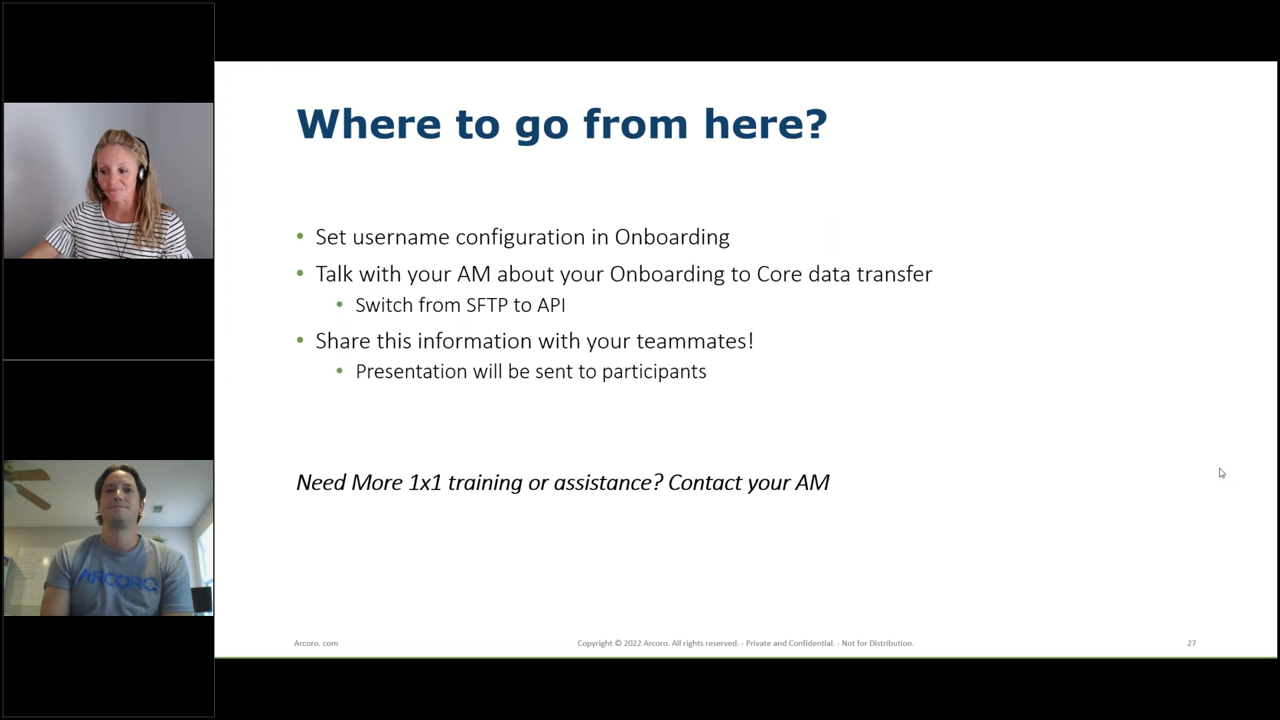 Where to go from here?
Set username configuration in Onboarding
Talk with your AM about your Onboarding to Core data transfer
Switch from SFTP to API
Share this information with your teammates!
Presentation will be sent to participants
Need More 1x1 training or assistance? Contact your AM
ARCORO
Arcoro. com
Copyright © 2022 Arcoro. All rights reserved. - Private and Confidential. - Not for Distribution.
27